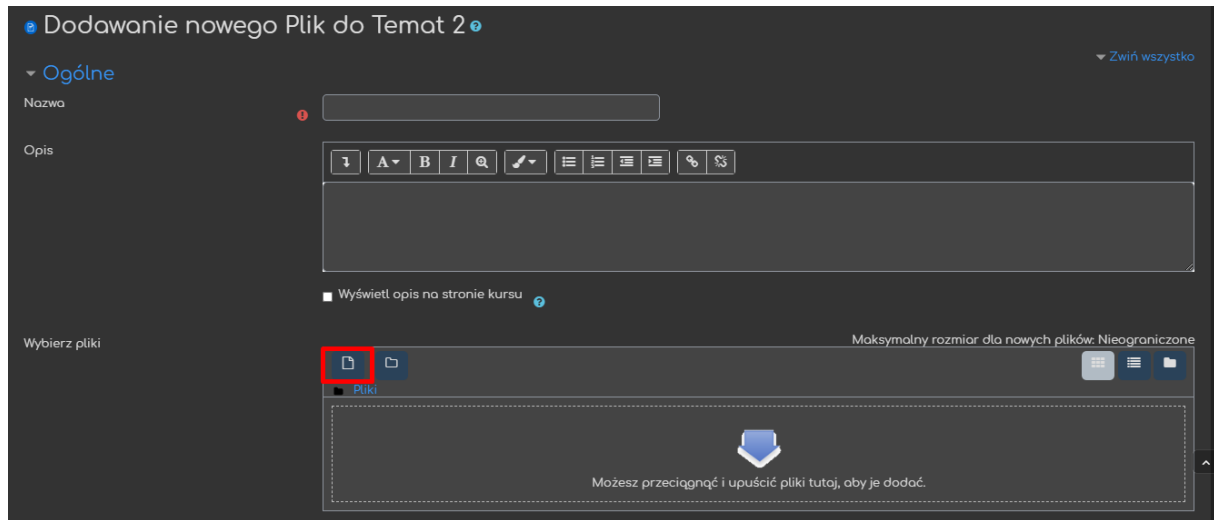 Dodawanie nowego Plik do Temat 2
Zwiń wszystko
Ogólne
Nazwa
Opis
A B I
Wyświetl opis na stronie kursu
Wybierz pliki
Maksymalny rozmiar dla nowych plików: Nieograniczone
Pliki
Możesz przeciągnąć i upuścić pliki tutaj, aby je dodać.